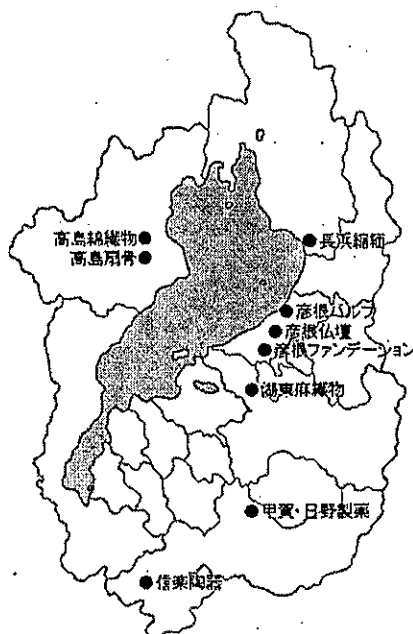 高島綿織物
高島扇骨
長浜縮緬
彦根バルブ
彦根仏壇
彦根ファンデーション
湖東麻織物
甲賀・日野製薬
信楽陶器